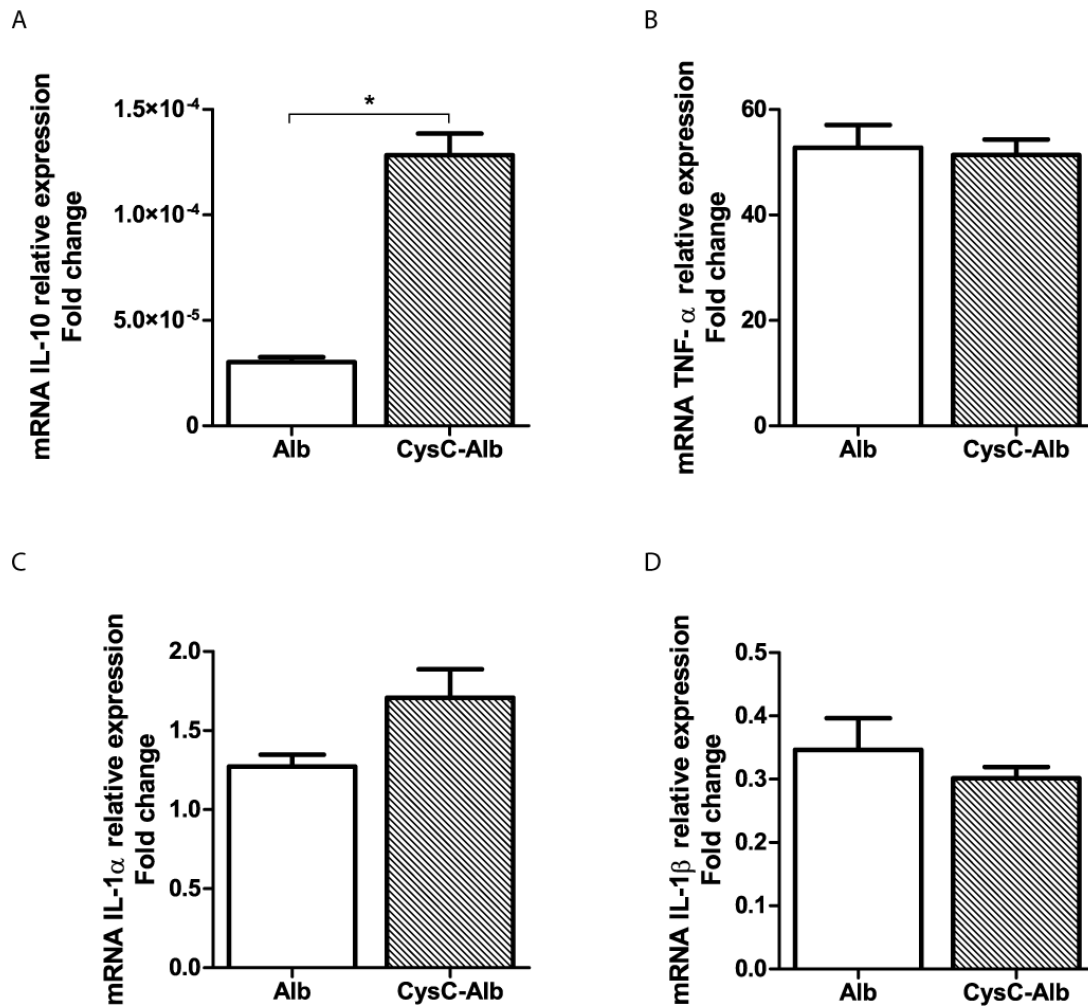 A
mRNA IL-10 relative expression
Fold change
1.5×10⁻⁴
1.0×10⁻⁴
5.0×10⁻⁵
0
*
Alb
CysC-Alb
B
mRNA TNF- α relative expression
Fold change
60
40
20
0
Alb
CysC-Alb
C
mRNA IL-1α relative expression
Fold change
2.0
1.5
1.0
0.5
0.0
Alb
CysC-Alb
D
mRNA IL-1β relative expression
Fold change
0.5
0.4
0.3
0.2
0.1
0.0
Alb
CysC-Alb